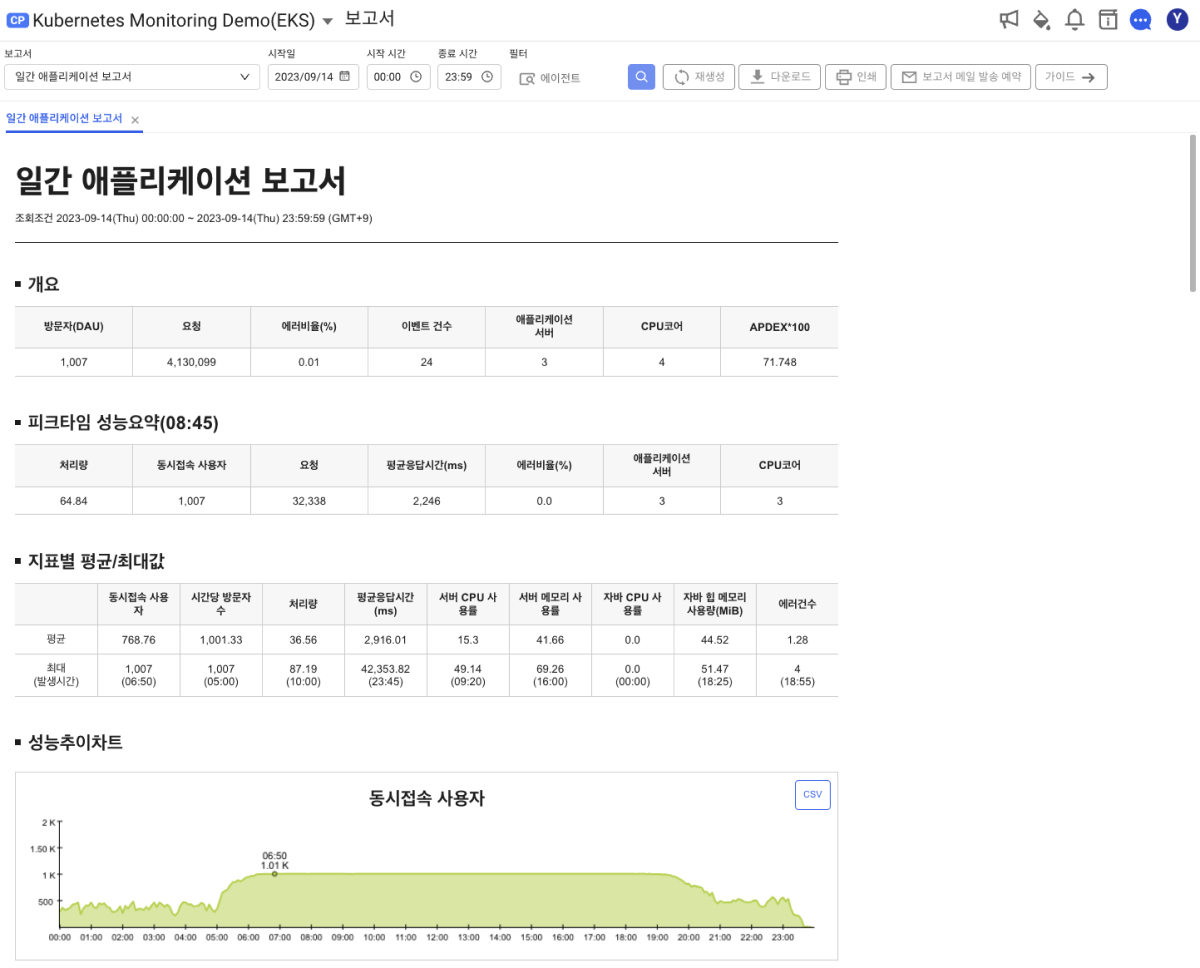 CP Kubernetes Monitoring Demo(EKS) 보고서
Y
보고서 시작일 시작 시간 종료 시간 필터
일간 애플리케이션 보고서 2023/09/14 00:00 23:59 에이전트 재생성 다운로드 인쇄 보고서 메일 발송 예약 가이드
일간 애플리케이션 보고서
일간 애플리케이션 보고서
조회조건 2023-09-14(Thu) 00:00:00 ~ 2023-09-14(Thu) 23:59:59 (GMT+9)
개요
방문자(DAU) 요청 에러비율(%) 이벤트 건수 애플리케이션 서버 CPU코어 APDEX*100
1,007 4,130,099 0.01 24 3 4 71.748
피크타임 성능요약(08:45)
처리량 동시접속 사용자 요청 평균응답시간(ms) 에러비율(%) 애플리케이션 서버 CPU코어
64.84 1,007 32,338 2,246 0.0 3 3
지표별 평균/최대값
동시접속 사용자 시간당 방문자수 처리량 평균응답시간(ms) 서버 CPU 사용률 서버 메모리 사용률 자바 CPU 사용률 자바 힙 메모리 사용량(MiB) 에러건수
평균 768.76 1,001.33 36.56 2,916.01 15.3 41.66 0.0 44.52 1.28
최대 1,007 1,007 87.19 42,353.82 49.14 69.26 0.0 51.47 4
(발생시간) (06:50) (05:00) (10:00) (23:45) (09:20) (16:00) (00:00) (18:25) (18:55)
성능추이차트
동시접속 사용자
CSV
2 K
1.50 K
1 K
500
06:50
1.01 K
00:00 01:00 02:00 03:00 04:00 05:00 06:00 07:00 08:00 09:00 10:00 11:00 12:00 13:00 14:00 15:00 16:00 17:00 18:00 19:00 20:00 21:00 22:00 23:00